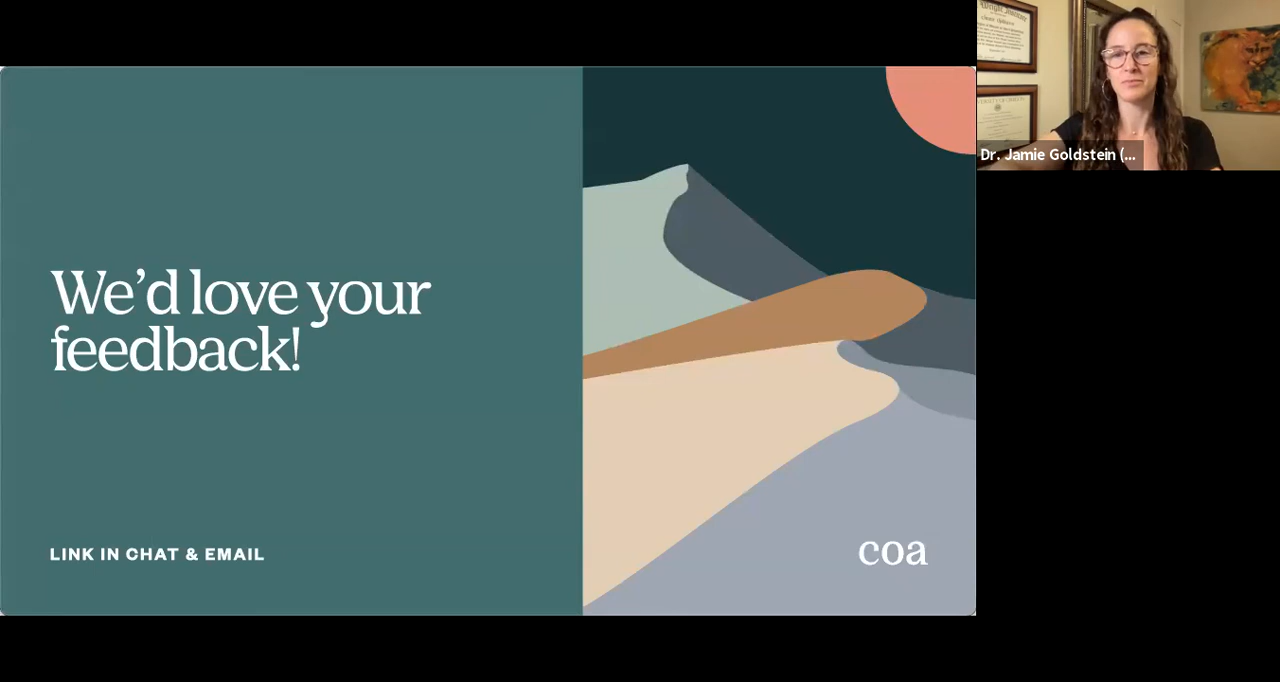 We'd love your
feedback!
LINK IN CHAT & EMAIL
coa
Dr. Jamie Goldstein (...